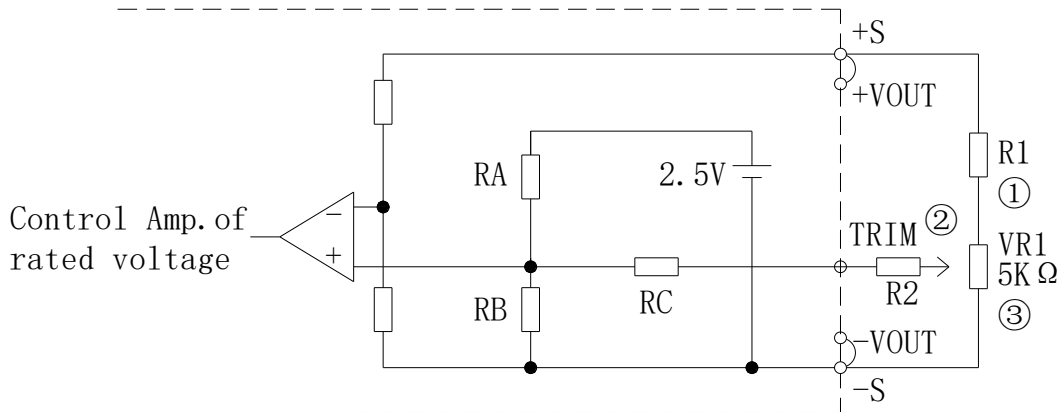 +S
+VOUT
R1
①
RA
2.5V
−
Control Amp.of
rated voltage
+
TRIM
②
VR1
5KΩ
③
R2
RC
RB
-VOUT
-S